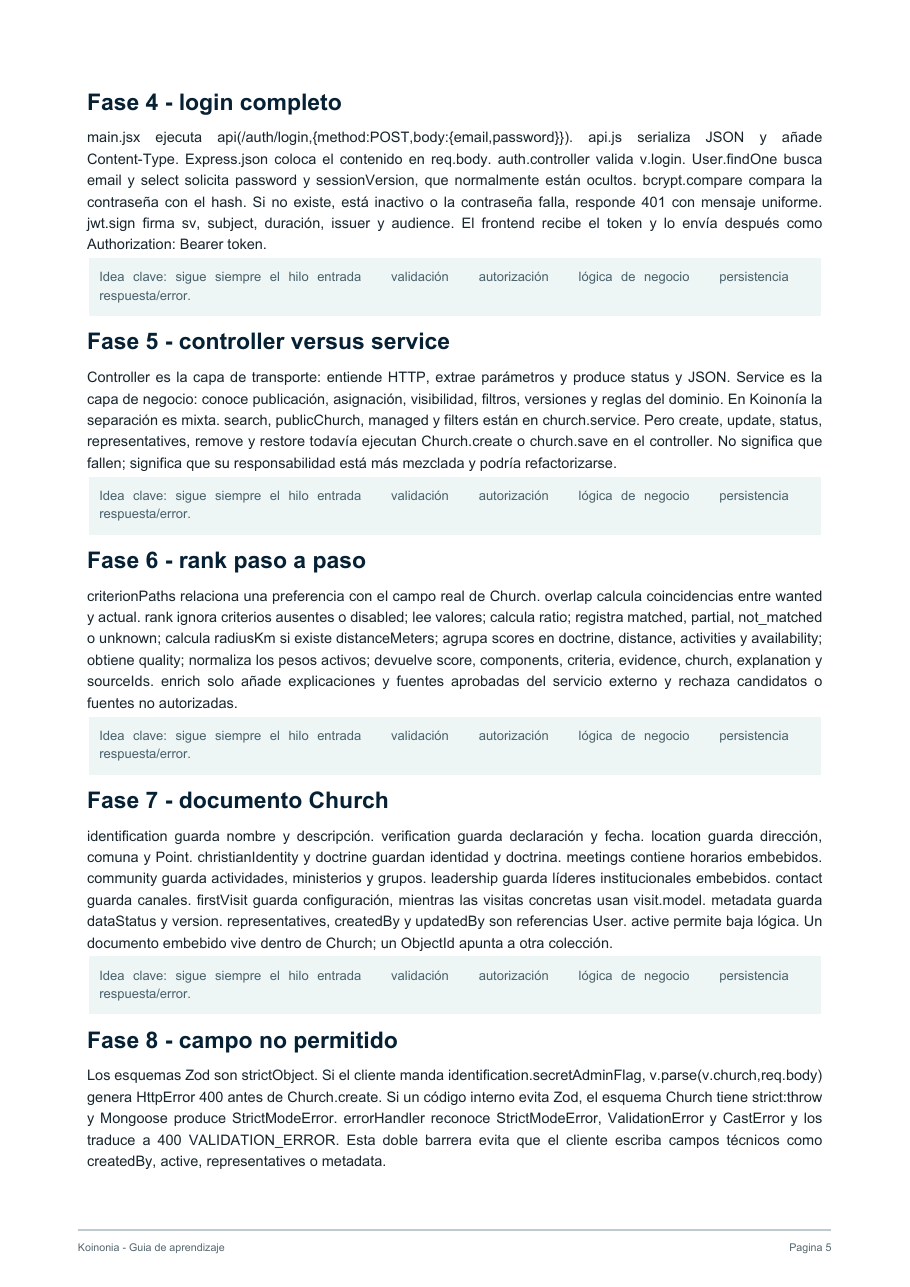 Fase 4 - login completo
main.jsx ejecuta api(/auth/login,{method:POST,body:{email,password}}). api.js serializa JSON y añade
Content-Type. Express.json coloca el contenido en req.body. auth.controller valida v.login. User.findOne busca
email y select solicita password y sessionVersion, que normalmente están ocultos. bcrypt.compare compara la
contraseña con el hash. Si no existe, está inactivo o la contraseña falla, responde 401 con mensaje uniforme.
jwt.sign firma sv, subject, duración, issuer y audience. El frontend recibe el token y lo envía después como
Authorization: Bearer token.
Idea clave: sigue siempre el hilo entrada validación autorización lógica de negocio persistencia
respuesta/error.
Fase 5 - controller versus service
Controller es la capa de transporte: entiende HTTP, extrae parámetros y produce status y JSON. Service es la
capa de negocio: conoce publicación, asignación, visibilidad, filtros, versiones y reglas del dominio. En Koinonía la
separación es mixta. search, publicChurch, managed y filters están en church.service. Pero create, update, status,
representatives, remove y restore todavía ejecutan Church.create o church.save en el controller. No significa que
fallen; significa que su responsabilidad está más mezclada y podría refactorizarse.
Idea clave: sigue siempre el hilo entrada validación autorización lógica de negocio persistencia
respuesta/error.
Fase 6 - rank paso a paso
criterionPaths relaciona una preferencia con el campo real de Church. overlap calcula coincidencias entre wanted
y actual. rank ignora criterios ausentes o disabled; lee valores; calcula ratio; registra matched, partial, not_matched
o unknown; calcula radiusKm si existe distanceMeters; agrupa scores en doctrine, distance, activities y availability;
obtiene quality; normaliza los pesos activos; devuelve score, components, criteria, evidence, church, explanation y
sourceIds. enrich solo añade explicaciones y fuentes aprobadas del servicio externo y rechaza candidatos o
fuentes no autorizadas.
Idea clave: sigue siempre el hilo entrada validación autorización lógica de negocio persistencia
respuesta/error.
Fase 7 - documento Church
identification guarda nombre y descripción. verification guarda declaración y fecha. location guarda dirección,
comuna y Point. christianIdentity y doctrine guardan identidad y doctrina. meetings contiene horarios embebidos.
community guarda actividades, ministerios y grupos. leadership guarda líderes institucionales embebidos. contact
guarda canales. firstVisit guarda configuración, mientras las visitas concretas usan visit.model. metadata guarda
dataStatus y version. representatives, createdBy y updatedBy son referencias User. active permite baja lógica. Un
documento embebido vive dentro de Church; un ObjectId apunta a otra colección.
Idea clave: sigue siempre el hilo entrada validación autorización lógica de negocio persistencia
respuesta/error.
Fase 8 - campo no permitido
Los esquemas Zod son strictObject. Si el cliente manda identification.secretAdminFlag, v.parse(v.church,req.body)
genera HttpError 400 antes de Church.create. Si un código interno evita Zod, el esquema Church tiene strict:throw
y Mongoose produce StrictModeError. errorHandler reconoce StrictModeError, ValidationError y CastError y los
traduce a 400 VALIDATION_ERROR. Esta doble barrera evita que el cliente escriba campos técnicos como
createdBy, active, representatives o metadata.
Koinonia - Guia de aprendizaje
Pagina 5